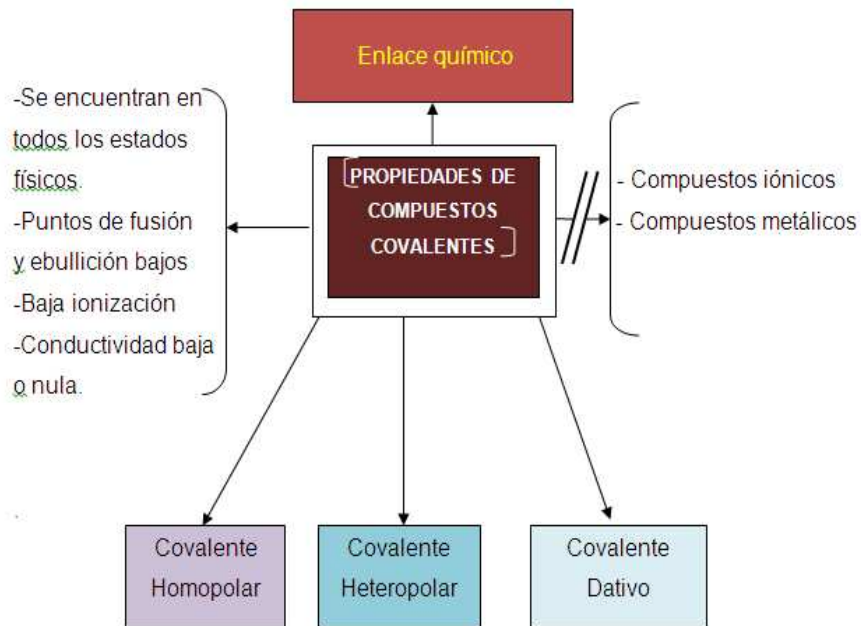 Enlace químico
-Se encuentran en
todos los estados
físicos.
-Puntos de fusión
y ebullición bajos
-Baja ionización
-Conductividad baja
o nula.
PROPIEDADES DE
COMPUESTOS
COVALENTES
- Compuestos iónicos
- Compuestos metálicos
Covalente
Homopolar
Covalente
Heteropolar
Covalente
Dativo